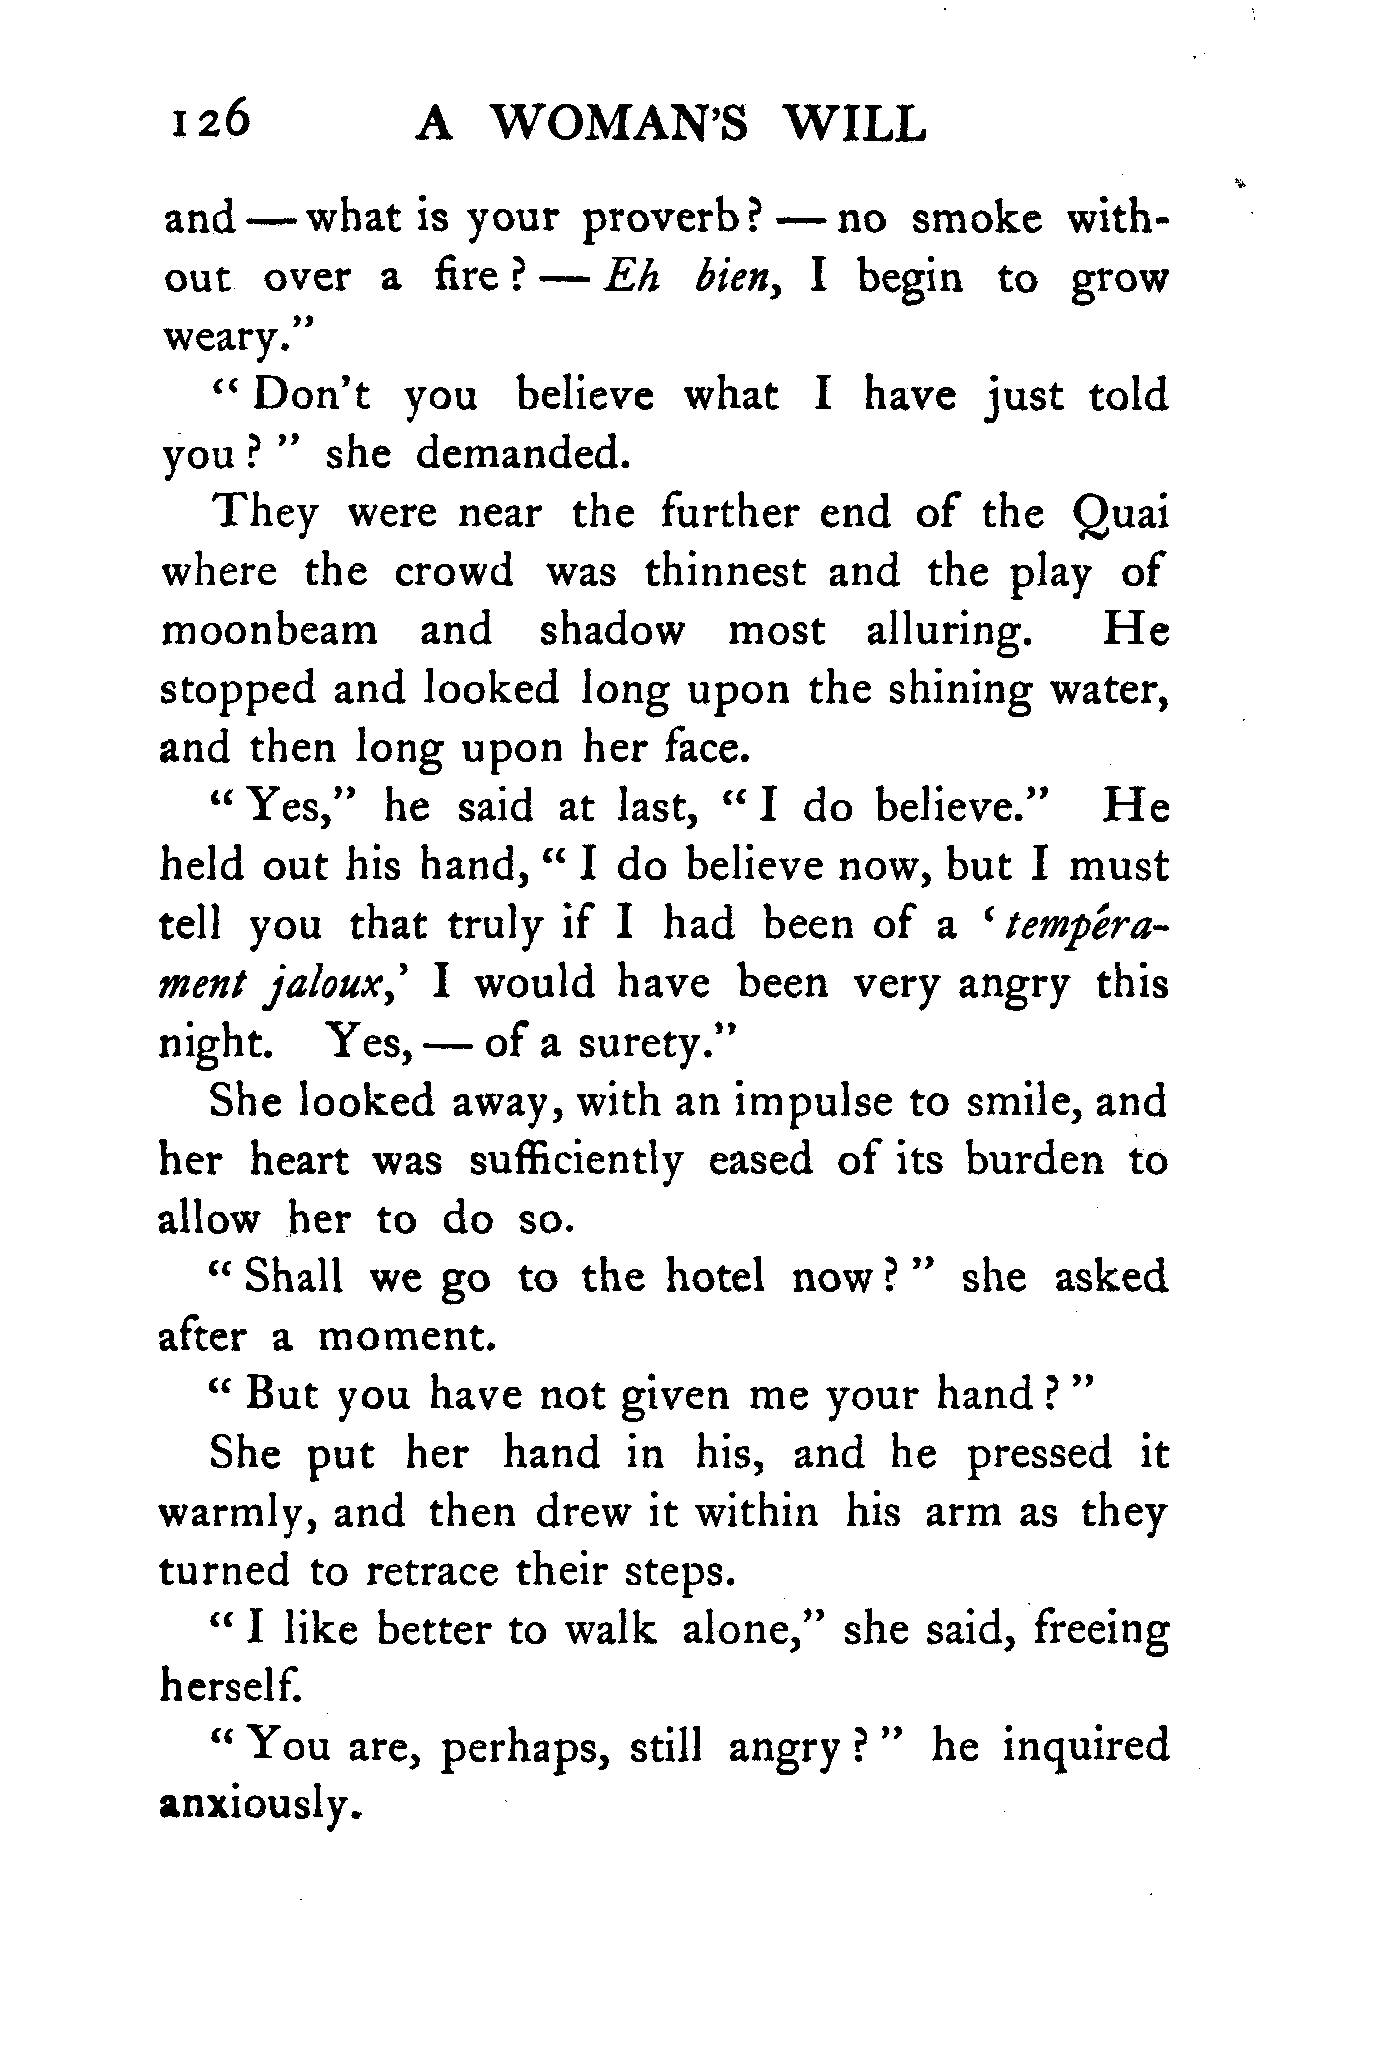 126 A WOMAN'S WILL
and — what is your proverb? — no smoke with-
out over a fire? — Eh bien, I begin to grow
weary."
"Don't you believe what I have just told
you?" she demanded.
They were near the further end of the Quai
where the crowd was thinnest and the play of
moonbeam and shadow most alluring. He
stopped and looked long upon the shining water,
and then long upon her face.
"Yes," he said at last, "I do believe." He
held out his hand, "I do believe now, but I must
tell you that truly if I had been of a 'tempéra-
ment jaloux,' I would have been very angry this
night. Yes, — of a surety."
She looked away, with an impulse to smile, and
her heart was sufficiently eased of its burden to
allow her to do so.
"Shall we go to the hotel now?" she asked
after a moment.
"But you have not given me your hand?"
She put her hand in his, and he pressed it
warmly, and then drew it within his arm as they
turned to retrace their steps.
"I like better to walk alone," she said, freeing
herself.
"You are, perhaps, still angry?" he inquired
anxiously.